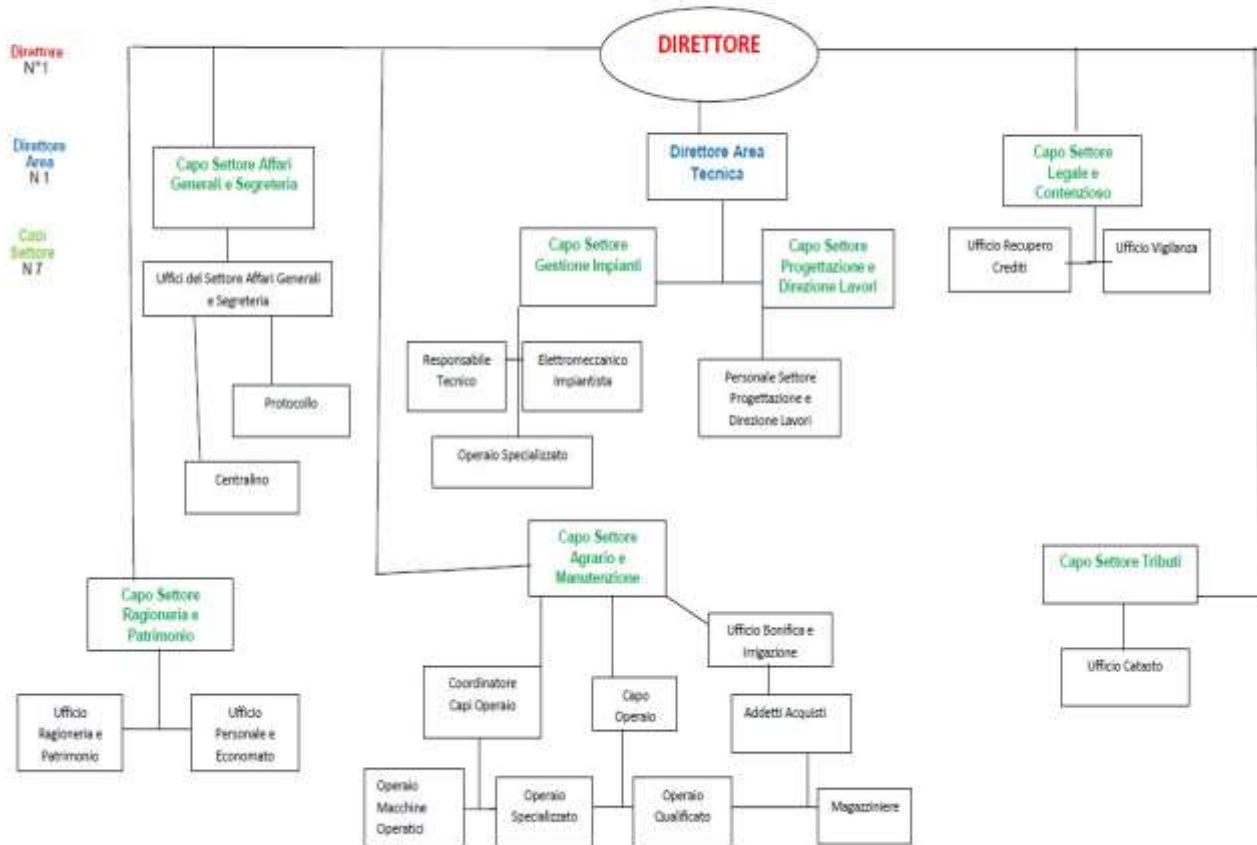 DIRETTORE
Direttore
N°1
Direttore
Area
N 1
Capi
Settore
N 7
Capo Settore Affari
Generali e Segreteria
Direttore Area
Tecnica
Capo Settore
Legale e
Contenzioso
Uffici del Settore Affari Generali
e Segreteria
Capo Settore
Gestione Impianti
Capo Settore
Progettazione e
Direzione Lavori
Ufficio Recupero
Crediti
Ufficio Vigilanza
Protocollo
Centralino
Responsabile
Tecnico
Elettromeccanico
Impiantista
Operaio Specializzato
Personale Settore
Progettazione e
Direzione Lavori
Capo Settore
Ragioneria e
Patrimonio
Capo Settore
Agrario e
Manutenzione
Capo Settore Tributi
Ufficio Bonifica e
Irrigazione
Ufficio Catasto
Ufficio
Ragioneria e
Patrimonio
Ufficio
Personale e
Economato
Coordinatore
Capi Operaio
Capo
Operaio
Addetti Acquisti
Operaio
Macchine
Operatici
Operaio
Specializzato
Operaio
Qualificato
Magazziniere